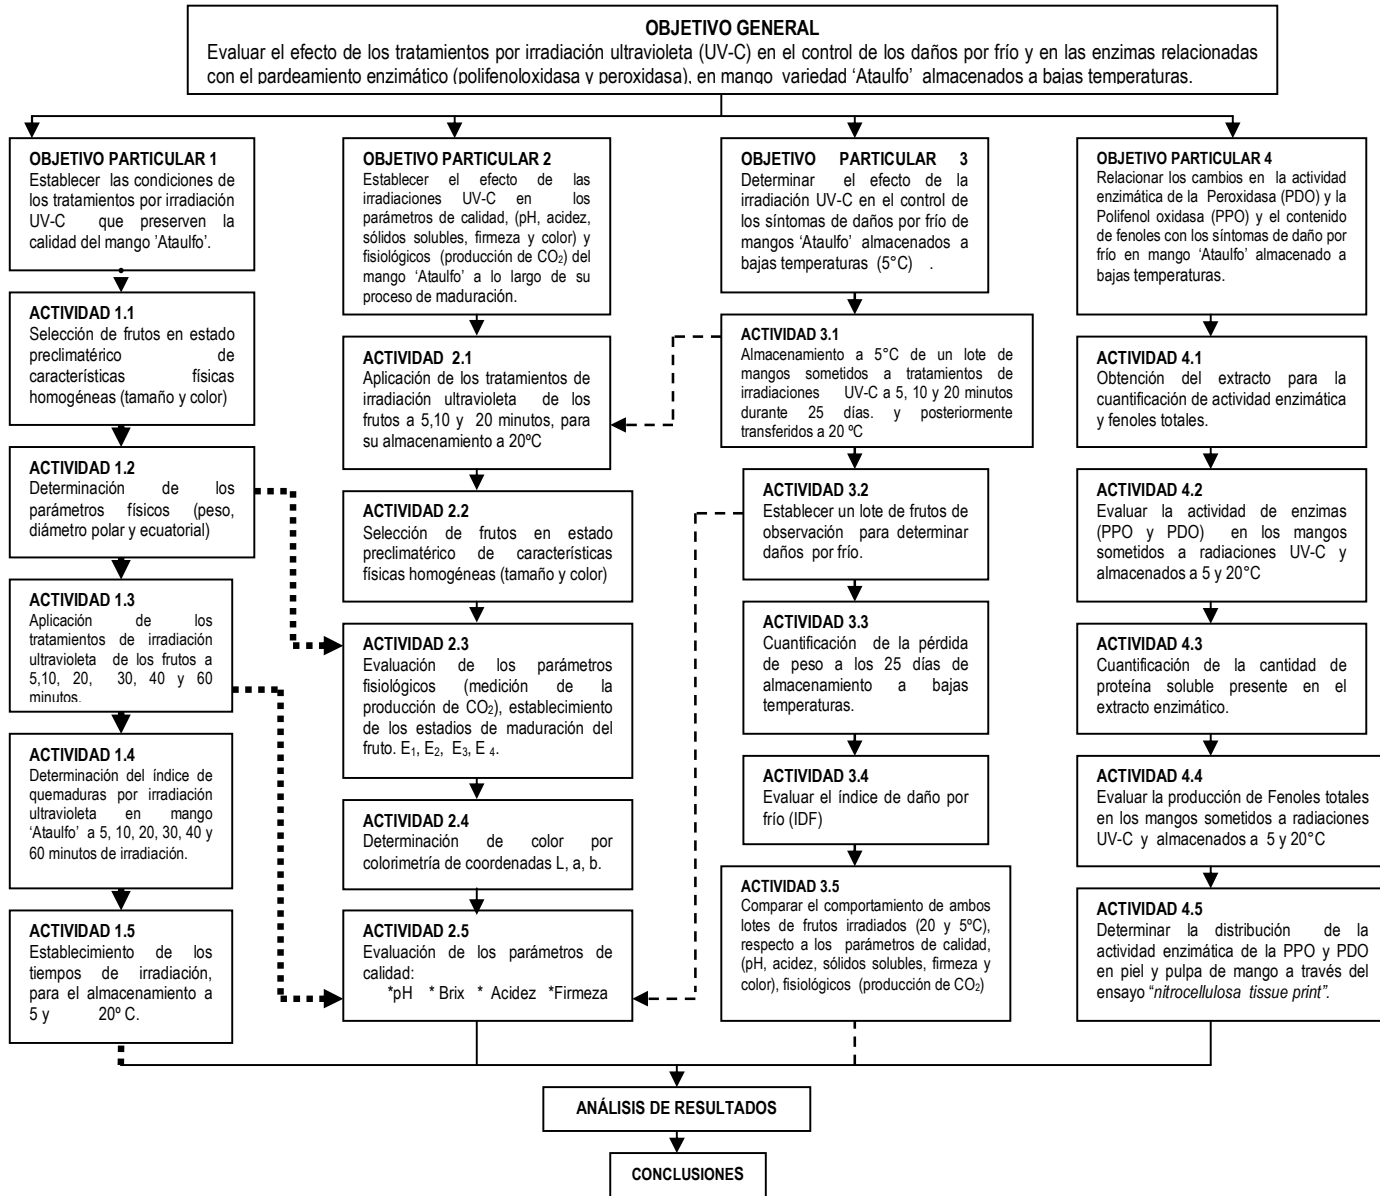 OBJETIVO GENERAL
Evaluar el efecto de los tratamientos por irradiación ultravioleta (UV-C) en el control de los daños por frío y en las enzimas relacionadas
con el pardeamiento enzimático (polifenoloxidasa y peroxidasa), en mango variedad 'Ataulfo' almacenados a bajas temperaturas.
OBJETIVO PARTICULAR 1
Establecer las condiciones de
los tratamientos por irradiación
UV-C que preserven la
calidad del mango 'Ataulfo'.
ACTIVIDAD 1.1
Selección de frutos en estado
preclimatérico de
características físicas
homogéneas (tamaño y color)
ACTIVIDAD 1.2
Determinación de los
parámetros físicos (peso,
diámetro polar y ecuatorial)
ACTIVIDAD 1.3
Aplicación de los
tratamientos de irradiación
ultravioleta de los frutos a
5,10, 20, 30, 40 y 60
minutos.
ACTIVIDAD 1.4
Determinación del índice de
quemaduras por irradiación
ultravioleta en mango
'Ataulfo' a 5, 10, 20, 30, 40 y
60 minutos de irradiación.
ACTIVIDAD 1.5
Establecimiento de los
tiempos de irradiación,
para el almacenamiento a
5 y 20º C.
OBJETIVO PARTICULAR 2
Establecer el efecto de las
irradiaciones UV-C en los
parámetros de calidad, (pH, acidez,
sólidos solubles, firmeza y color) y
fisiológicos (producción de CO2) del
mango 'Ataulfo' a lo largo de su
proceso de maduración.
ACTIVIDAD 2.1
Aplicación de los tratamientos de
irradiación ultravioleta de los
frutos a 5,10 y 20 minutos, para
su almacenamiento a 20ºC
ACTIVIDAD 2.2
Selección de frutos en estado
preclimatérico de características
físicas homogéneas (tamaño y color)
ACTIVIDAD 2.3
Evaluación de los parámetros
fisiológicos (medición de la
producción de CO2), establecimiento
de los estadios de maduración del
fruto. E1, E2, E3, E 4.
ACTIVIDAD 2.4
Determinación de color por
colorimetría de coordenadas L, a, b.
ACTIVIDAD 2.5
Evaluación de los parámetros de
calidad:
*pH * Brix * Acidez *Firmeza
OBJETIVO PARTICULAR 3
Determinar el efecto de la
irradiación UV-C en el control de
los síntomas de daños por frío de
mangos 'Ataulfo' almacenados a
bajas temperaturas (5°C) .
ACTIVIDAD 3.1
Almacenamiento a 5°C de un lote de
mangos sometidos a tratamientos de
irradiaciones UV-C a 5, 10 y 20 minutos
durante 25 días. y posteriormente
transferidos a 20 ºC
ACTIVIDAD 3.2
Establecer un lote de frutos de
observación para determinar
daños por frío.
ACTIVIDAD 3.3
Cuantificación de la pérdida
de peso a los 25 días de
almacenamiento a bajas
temperaturas.
ACTIVIDAD 3.4
Evaluar el índice de daño por
frío (IDF)
ACTIVIDAD 3.5
Comparar el comportamiento de ambos
lotes de frutos irradiados (20 y 5ºC),
respecto a los parámetros de calidad,
(pH, acidez, sólidos solubles, firmeza y
color), fisiológicos (producción de CO2)
OBJETIVO PARTICULAR 4
Relacionar los cambios en la actividad
enzimática de la Peroxidasa (PDO) y la
Polifenol oxidasa (PPO) y el contenido
de fenoles con los síntomas de daño por
frío en mango 'Ataulfo' almacenado a
bajas temperaturas.
ACTIVIDAD 4.1
Obtención del extracto para la
cuantificación de actividad enzimática
y fenoles totales.
ACTIVIDAD 4.2
Evaluar la actividad de enzimas
(PPO y PDO) en los mangos
sometidos a radiaciones UV-C y
almacenados a 5 y 20°C
ACTIVIDAD 4.3
Cuantificación de la cantidad de
proteína soluble presente en el
extracto enzimático.
ACTIVIDAD 4.4
Evaluar la producción de Fenoles totales
en los mangos sometidos a radiaciones
UV-C y almacenados a 5 y 20°C
ACTIVIDAD 4.5
Determinar la distribución de la
actividad enzimática de la PPO y PDO
en piel y pulpa de mango a través del
ensayo "nitrocellulosa tissue print".
ANÁLISIS DE RESULTADOS
CONCLUSIONES